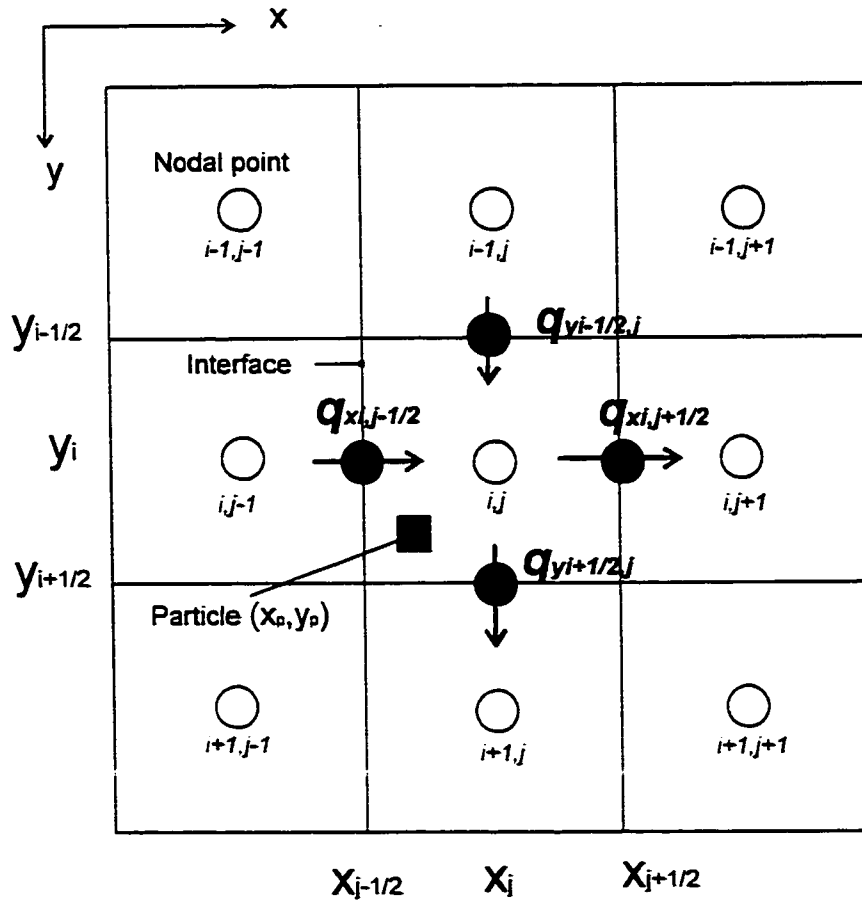 x
y
Nodal point
i-1,j-1
i-1,j
i-1,j+1
yi-1/2
qyi-1/2,j
Interface
qxi,j-1/2
qxi,j+1/2
yi
i,j-1
i,j
i,j+1
yi+1/2
qyi+1/2,j
Particle (xp,yp)
i+1,j-1
i+1,j
i+1,j+1
xj-1/2
xj
xj+1/2